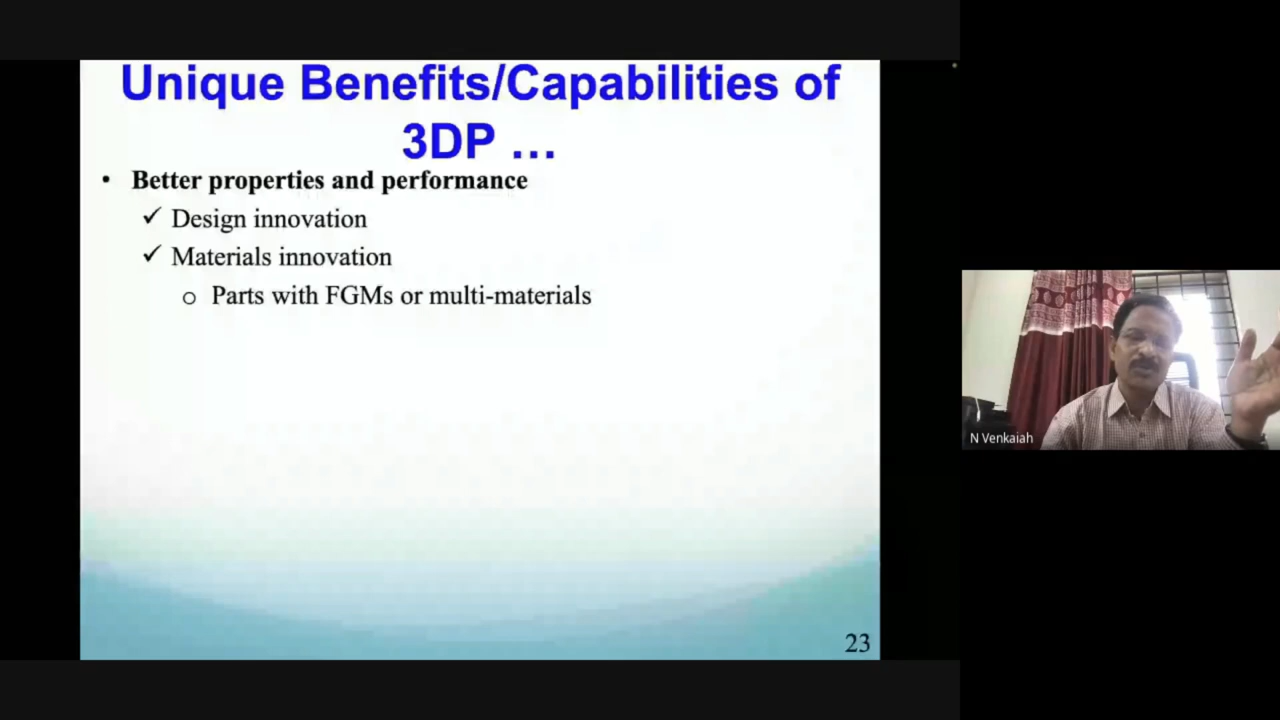 Unique Benefits/Capabilities of
3DP …
• Better properties and performance
✓ Design innovation
✓ Materials innovation
o Parts with FGMs or multi-materials
N Venkaiah
23